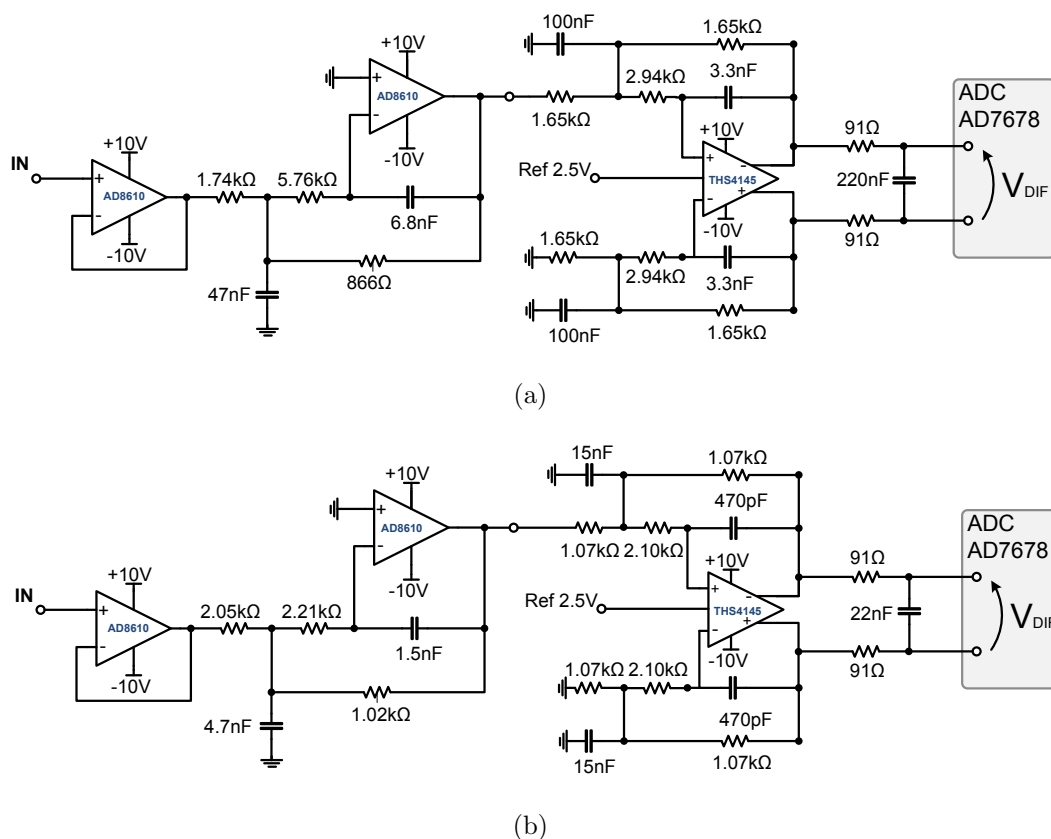 100nF
1.65kΩ
ADC
AD7678
+10V
2.94kΩ
3.3nF
+
AD8610
-
1.65kΩ
+10V
91Ω
-10V
IN
+10V
Ref 2.5V
+
-
THS4145
-
+
220nF
VDIF
+
AD8610
-
1.74kΩ
5.76kΩ
6.8nF
-10V
91Ω
-10V
1.65kΩ
2.94kΩ
3.3nF
866Ω
47nF
100nF
1.65kΩ
(a)
15nF
1.07kΩ
ADC
AD7678
+10V
470pF
+
AD8610
-
1.07kΩ
2.10kΩ
+10V
91Ω
-10V
IN
+10V
Ref 2.5V
+
-
THS4145
-
+
22nF
VDIF
+
AD8610
-
2.05kΩ
2.21kΩ
1.5nF
-10V
91Ω
-10V
1.07kΩ
2.10kΩ
1.02kΩ
470pF
4.7nF
15nF
1.07kΩ
(b)